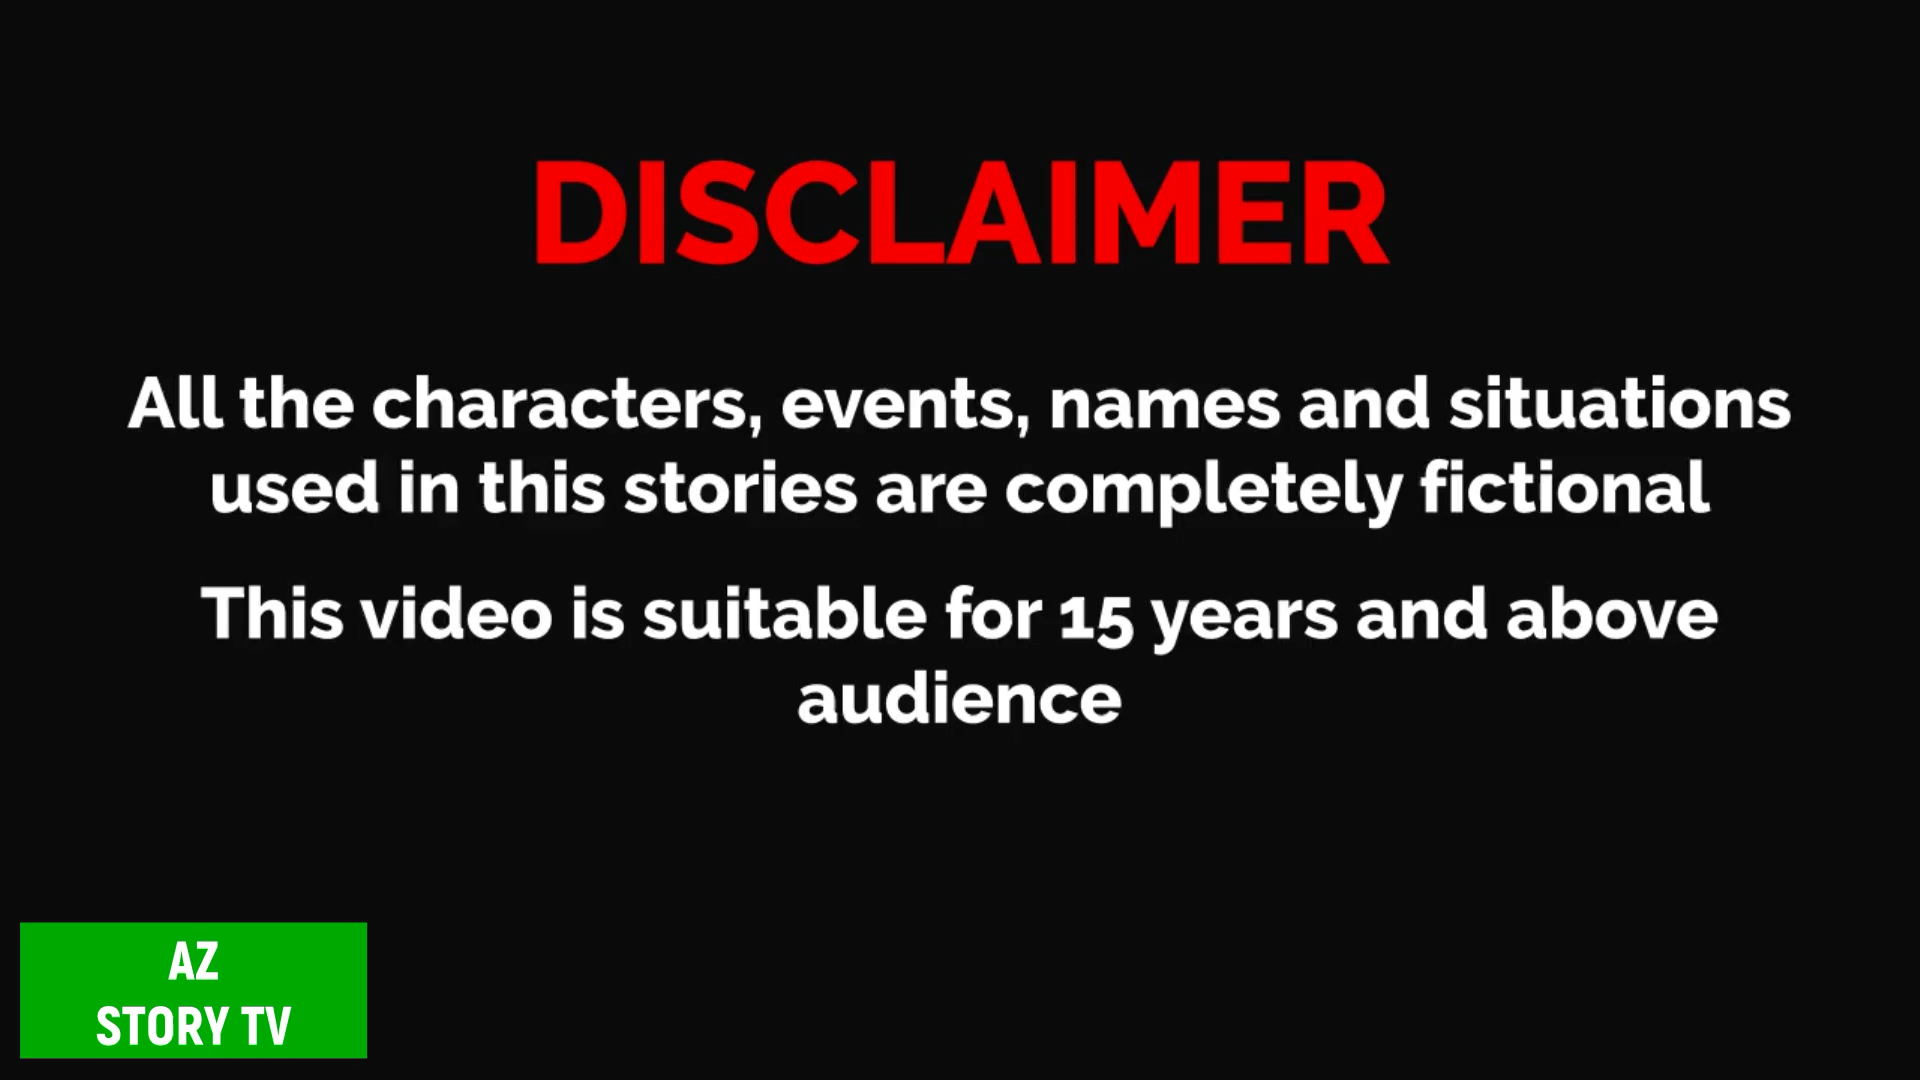 DISCLAIMER
All the characters, events, names and situations
used in this stories are completely fictional
This video is suitable for 15 years and above
audience
AZ
STORY TV